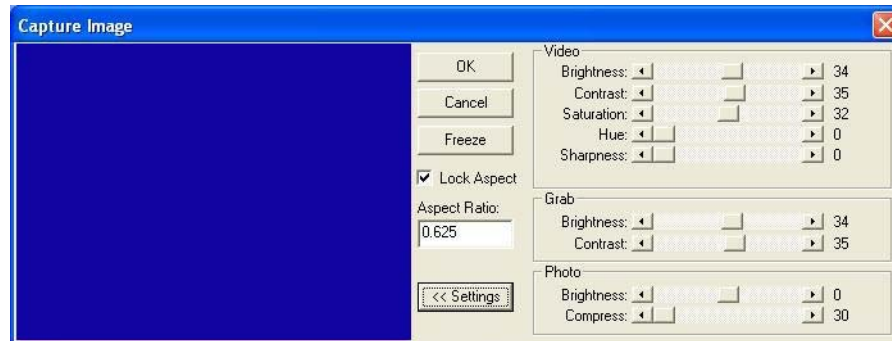 Capture Image
OK
Cancel
Freeze
Lock Aspect
Aspect Ratio:
0.625
<< Settings
Video
Brightness: 34
Contrast: 35
Saturation: 32
Hue: 0
Sharpness: 0
Grab
Brightness: 34
Contrast: 35
Photo
Brightness: 0
Compress: 30